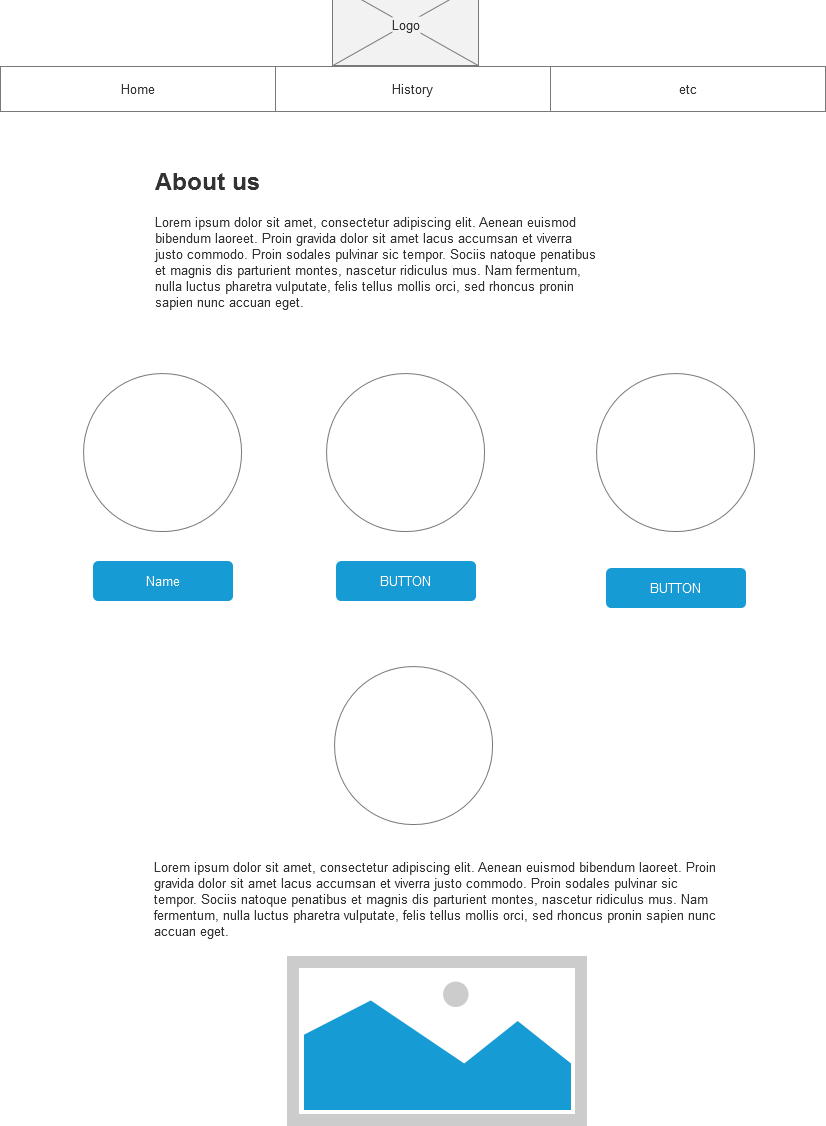 Logo
Home
History
etc
About us
Lorem ipsum dolor sit amet, consectetur adipiscing elit. Aenean euismod
bibendum laoreet. Proin gravida dolor sit amet lacus accumsan et viverra
justo commodo. Proin sodales pulvinar sic tempor. Sociis natoque penatibus
et magnis dis parturient montes, nascetur ridiculus mus. Nam fermentum,
nulla luctus pharetra vulputate, felis tellus mollis orci, sed rhoncus pronin
sapien nunc accuan eget.
Name
BUTTON
BUTTON
Lorem ipsum dolor sit amet, consectetur adipiscing elit. Aenean euismod bibendum laoreet. Proin
gravida dolor sit amet lacus accumsan et viverra justo commodo. Proin sodales pulvinar sic
tempor. Sociis natoque penatibus et magnis dis parturient montes, nascetur ridiculus mus. Nam
fermentum, nulla luctus pharetra vulputate, felis tellus mollis orci, sed rhoncus pronin sapien nunc
accuan eget.